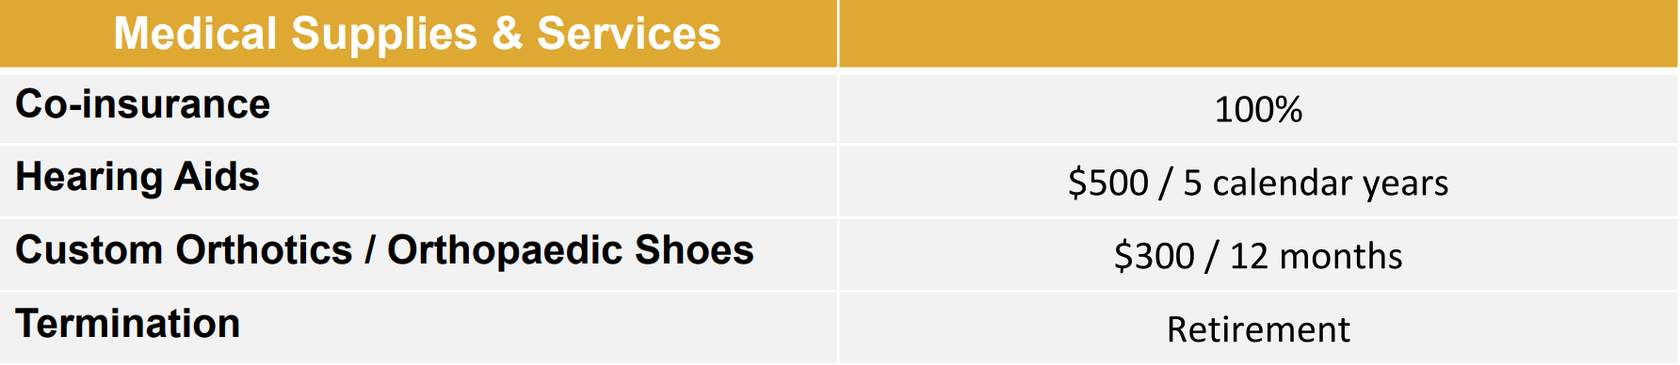 Medical Supplies & Services
Co-insurance 100%
Hearing Aids $500 / 5 calendar years
Custom Orthotics / Orthopaedic Shoes $300 / 12 months
Termination Retirement